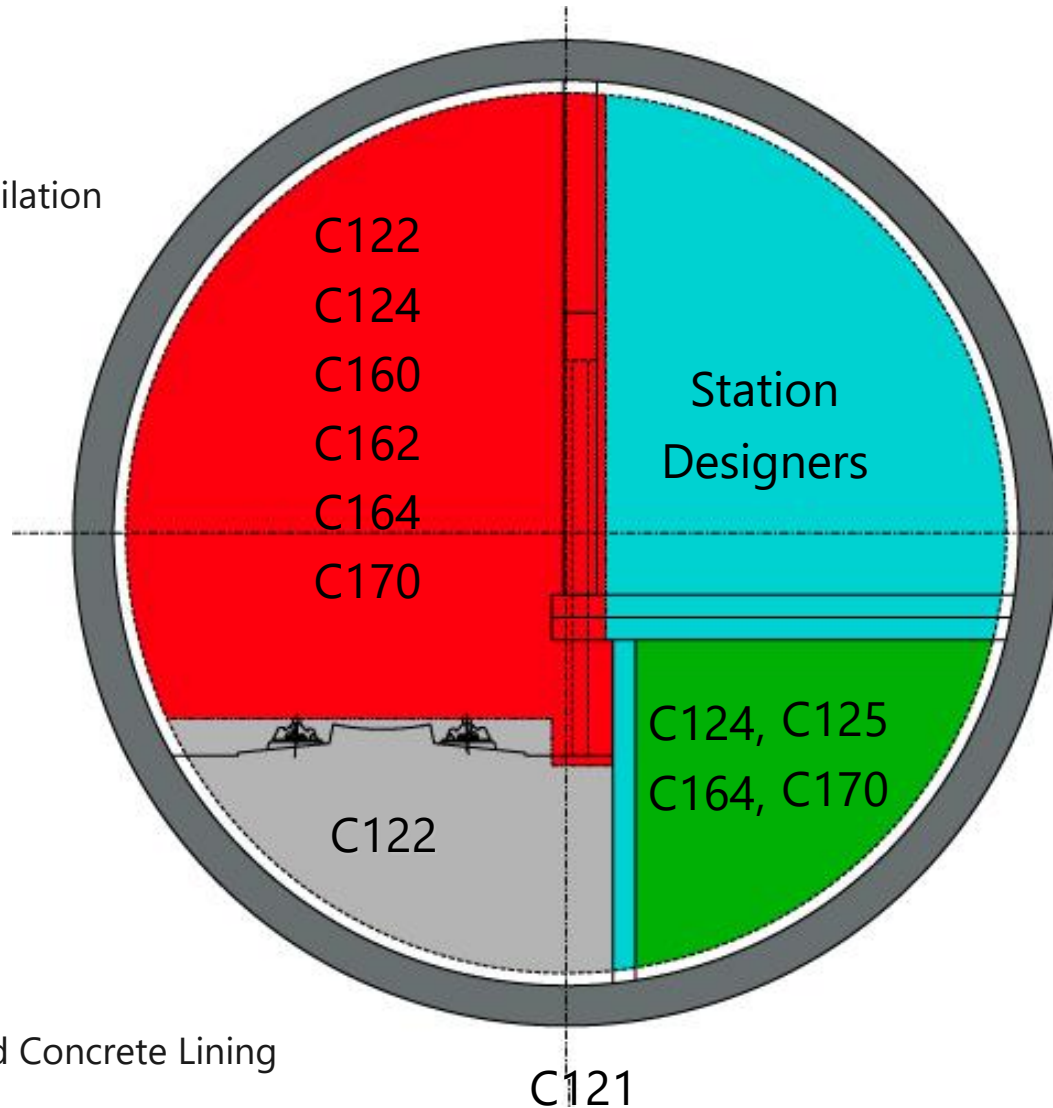 ilation
C122
C124
C160
C162
C164
C170
Station
Designers
C124, C125
C164, C170
C122
Concrete Lining
C121